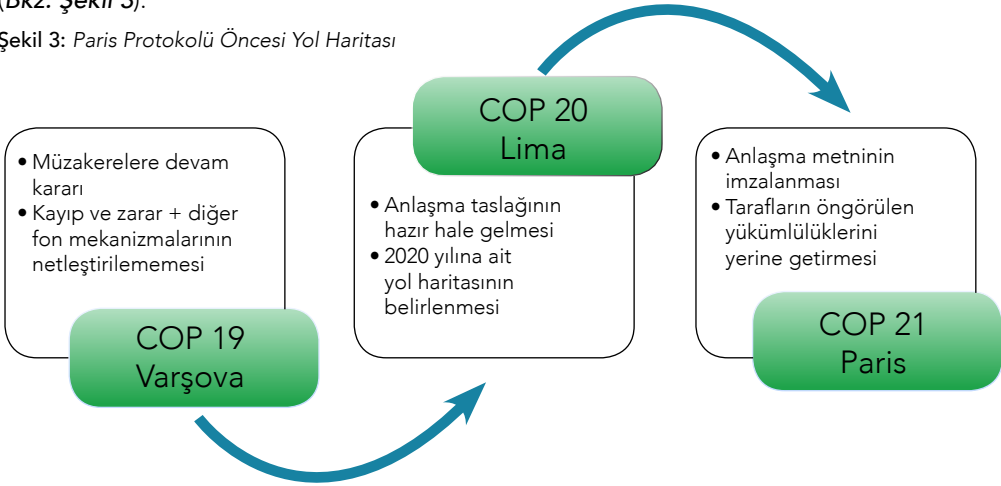 (Bkz. Şekil 3).
Şekil 3: Paris Protokolü Öncesi Yol Haritası
• Müzakerelere devam
kararı
• Kayıp ve zarar + diğer
fon mekanizmalarının
netleştirilememesi
COP 19
Varşova
COP 20
Lima
• Anlaşma taslağının
hazır hale gelmesi
• 2020 yılına ait
yol haritasının
belirlenmesi
• Anlaşma metninin
imzalanması
• Tarafların öngörülen
yükümlülüklerini
yerine getirmesi
COP 21
Paris